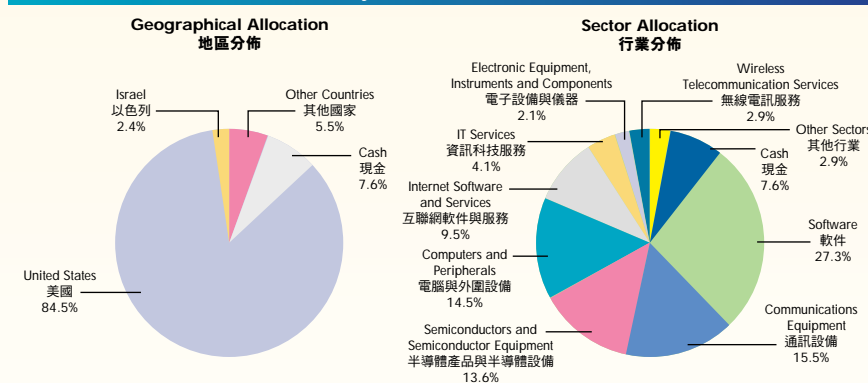 Geographical Allocation
地區分佈
Israel
以色列
2.4%
Other Countries
其他國家
5.5%
Cash
現金
7.6%
United States
美國
84.5%
Sector Allocation
行業分佈
Electronic Equipment,
Instruments and Components
電子設備與儀器
2.1%
Wireless
Telecommunication Services
無線電訊服務
2.9%
IT Services
資訊科技服務
4.1%
Other Sectors
其他行業
2.9%
Cash
現金
7.6%
Internet Software
and Services
互聯網軟件與服務
9.5%
Software
軟件
27.3%
Computers and
Peripherals
電腦與外圍設備
14.5%
Communications
Equipment
通訊設備
15.5%
Semiconductors and
Semiconductor Equipment
半導體產品與半導體設備
13.6%